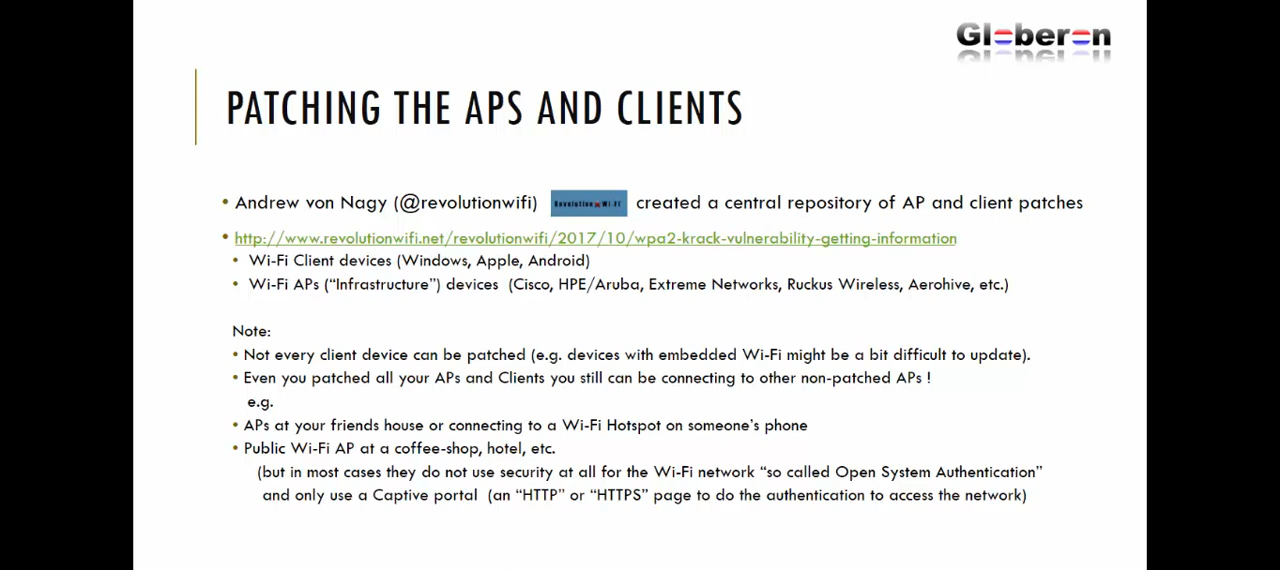 Globeron
PATCHING THE APS AND CLIENTS
• Andrew von Nagy (@revolutionwifi) Revolution Wi-Fi created a central repository of AP and client patches
• http://www.revolutionwifi.net/revolutionwifi/2017/10/wpa2-krack-vulnerability-getting-information
• Wi-Fi Client devices (Windows, Apple, Android)
• Wi-Fi APs (“Infrastructure”) devices (Cisco, HPE/Aruba, Extreme Networks, Ruckus Wireless, Aerohive, etc.)
Note:
• Not every client device can be patched (e.g. devices with embedded Wi-Fi might be a bit difficult to update).
• Even you patched all your APs and Clients you still can be connecting to other non-patched APs !
e.g.
• APs at your friends house or connecting to a Wi-Fi Hotspot on someone’s phone
• Public Wi-Fi AP at a coffee-shop, hotel, etc.
(but in most cases they do not use security at all for the Wi-Fi network “so called Open System Authentication”
and only use a Captive portal (an “HTTP” or “HTTPS” page to do the authentication to access the network)